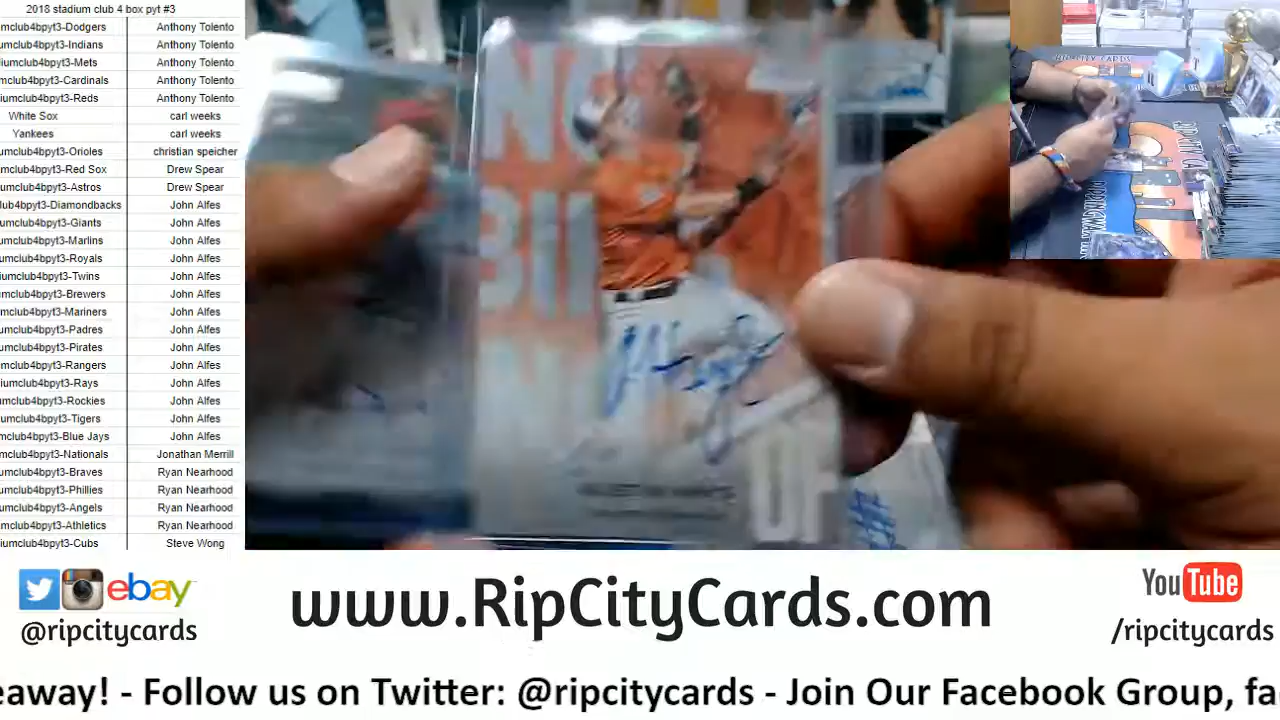 2018 stadium club 4 box pyt #3
mclub4bpyt3-Dodgers Anthony Tolento
umclub4bpyt3-Indians Anthony Tolento
umclub4bpyt3-Mets Anthony Tolento
mclub4bpyt3-Cardinals Anthony Tolento
iumclub4bpyt3-Reds Anthony Tolento
White Sox carl weeks
Yankees carl weeks
umclub4bpyt3-Orioles christian speicher
umclub4bpyt3-Red Sox Drew Spear
umclub4bpyt3-Astros Drew Spear
lub4bpyt3-Diamondbacks John Alfes
umclub4bpyt3-Giants John Alfes
umclub4bpyt3-Marlins John Alfes
umclub4bpyt3-Royals John Alfes
iumclub4bpyt3-Twins John Alfes
mclub4bpyt3-Brewers John Alfes
mclub4bpyt3-Mariners John Alfes
umclub4bpyt3-Padres John Alfes
umclub4bpyt3-Pirates John Alfes
mclub4bpyt3-Rangers John Alfes
iumclub4bpyt3-Rays John Alfes
mclub4bpyt3-Rockies John Alfes
umclub4bpyt3-Tigers John Alfes
mclub4bpyt3-Blue Jays John Alfes
mclub4bpyt3-Nationals Jonathan Merrill
umclub4bpyt3-Braves Ryan Nearhood
umclub4bpyt3-Phillies Ryan Nearhood
umclub4bpyt3-Angels Ryan Nearhood
umclub4bpyt3-Athletics Ryan Nearhood
iumclub4bpyt3-Cubs Steve Wong
RIP CITY CARDS
ebay
@ripcitycards
www.RipCityCards.com
YouTube
/ripcitycards
eaway! - Follow us on Twitter: @ripcitycards - Join Our Facebook Group, fa